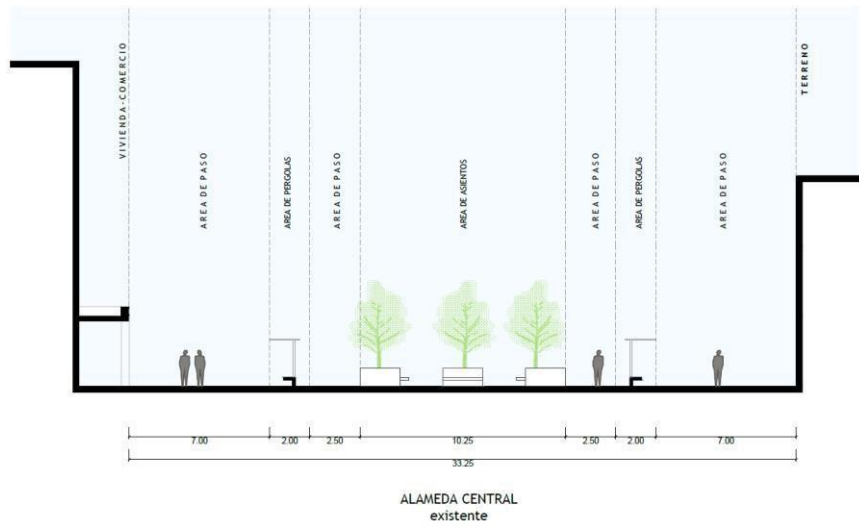 VIVIENDA-COMERCIO
AREA DE PASO
AREA DE PERGOLAS
AREA DE PASO
AREA DE ASIENTOS
AREA DE PASO
AREA DE PERGOLAS
AREA DE PASO
TERRENO
7.00
2.00
2.50
10.25
2.50
2.00
7.00
33.25
ALAMEDA CENTRAL
existente